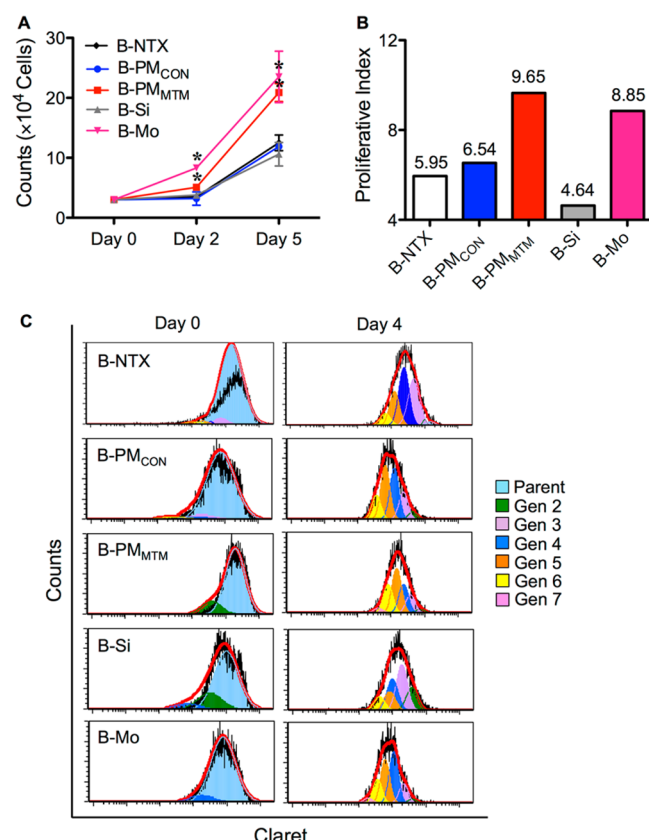 A
Counts (×10⁴ Cells)
30
20
10
0
Day 0
Day 2
Day 5
B-NTX
B-PMCON
B-PMMTM
B-Si
B-Mo
*
*
*
*
B
Proliferative Index
12
10
8
6
4
5.95
6.54
9.65
4.64
8.85
B-NTX
B-PMCON
B-PMMTM
B-Si
B-Mo
C
Day 0
Day 4
Counts
B-NTX
B-PMCON
B-PMMTM
B-Si
B-Mo
Claret
Parent
Gen 2
Gen 3
Gen 4
Gen 5
Gen 6
Gen 7